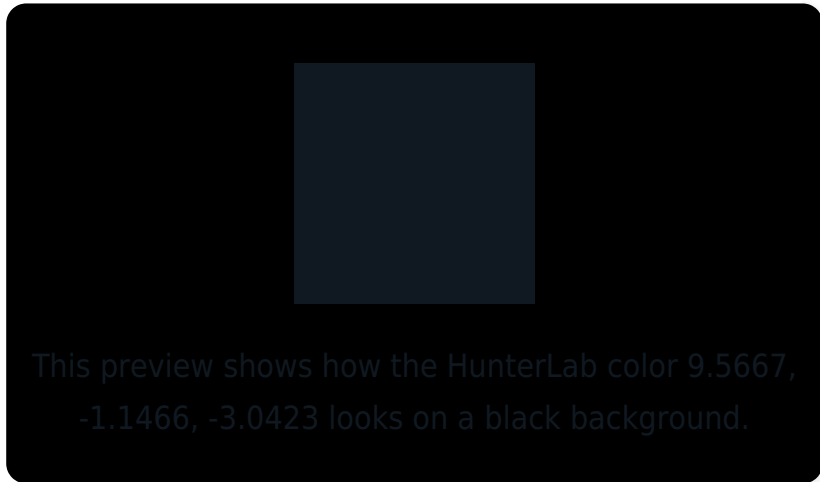 This preview shows how the HunterLab color 9.5667,
-1.1466, -3.0423 looks on a black background.